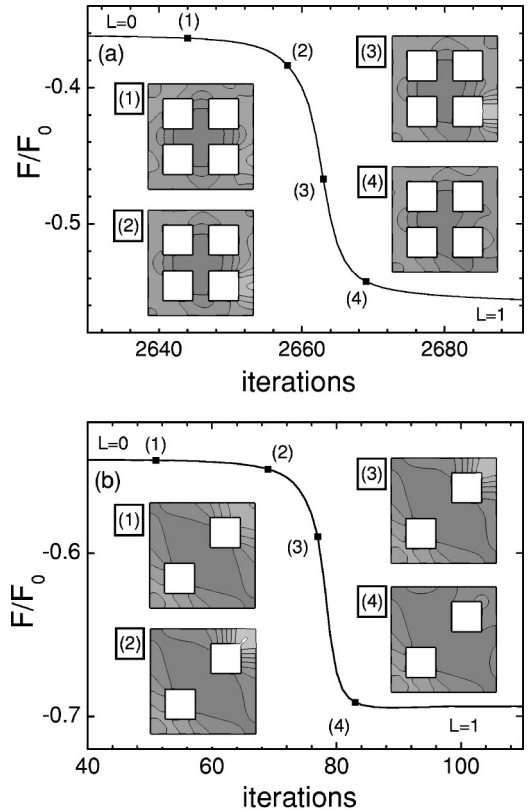 L=0
(1)
(a)
(2)
(3)
-0.4
(1)
F/F0
(3)
(4)
-0.5
(2)
(4)
L=1
2640
2660
2680
iterations
L=0
(1)
(2)
(b)
(3)
(1)
(3)
-0.6
F/F0
(4)
(2)
-0.7
(4)
L=1
40
60
80
100
iterations